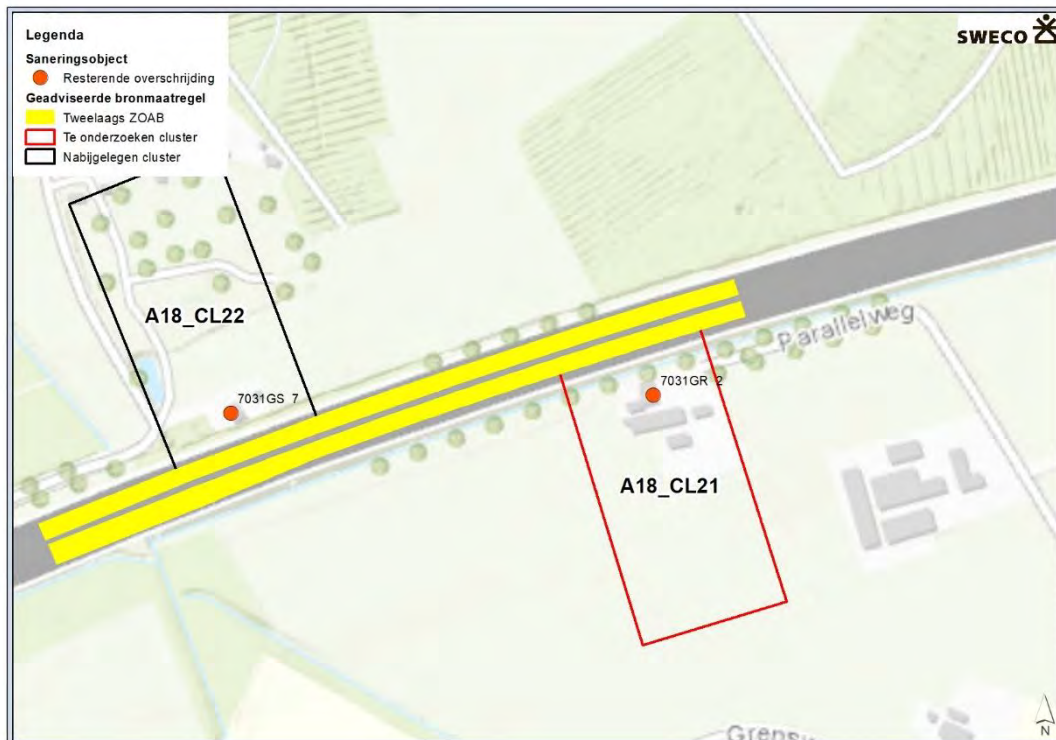 Legenda
Saneringsobject
Resterende overschrijding
Geadviseerde bronmaatregel
Tweelaags ZOAB
Te onderzoeken cluster
Nabijgelegen cluster
SWECO
A18_CL22
7031GS 7
Parallelweg
7031GR 2
A18_CL21
N